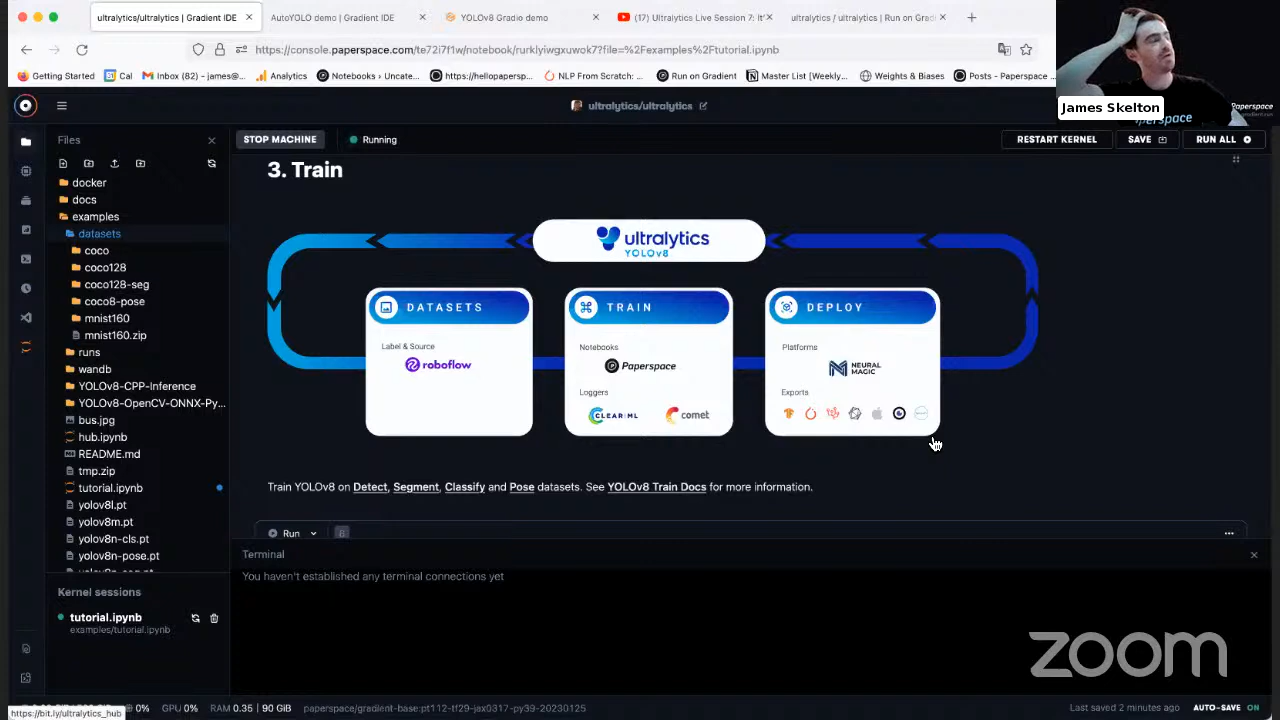 ultralytics/ultralytics | Gradient IDE
AutoYOLO demo | Gradient IDE
YOLOv8 Gradio demo
(17) Ultralytics Live Session 7: It'
ultralytics / ultralytics | Run on Grad
https://console.paperspace.com/te72i7f1w/notebook/rurklyiwgxuwok7?file=%2Fexamples%2Ftutorial.ipynb
Getting Started
Cal
Inbox (82) - james@...
Analytics
Notebooks › Uncate...
https://hellopapersp...
NLP From Scratch: ...
Run on Gradient
Master List [Weekly...
Weights & Biases
Posts - Paperspace
James Skelton
Paperspace
ultralytics/ultralytics
Files
STOP MACHINE
Running
RESTART KERNEL
SAVE
RUN ALL
docker
docs
examples
datasets
coco
coco128
coco128-seg
coco8-pose
mnist160
mnist160.zip
runs
wandb
YOLOv8-CPP-Inference
YOLOv8-OpenCV-ONNX-Py...
bus.jpg
hub.ipynb
README.md
tmp.zip
tutorial.ipynb
yolov8l.pt
yolov8m.pt
yolov8n-cls.pt
yolov8n-pose.pt
yolov8n-seg.pt
Kernel sessions
tutorial.ipynb
examples/tutorial.ipynb
3. Train
ultralytics
YOLOv8
DATASETS
Label & Source
roboflow
TRAIN
Notebooks
Paperspace
Loggers
CLEAR|ML
comet
DEPLOY
Platforms
NEURAL
MAGIC
Exports
Train YOLOv8 on Detect, Segment, Classify and Pose datasets. See YOLOv8 Train Docs for more information.
Run
6
Terminal
You haven't established any terminal connections yet
zoom
https://bit.ly/ultralytics_hub
0%
GPU 0%
RAM 0.35 | 90 GiB
paperspace/gradient-base:pt112-tf29-jax0317-py39-20230125
Last saved 2 minutes ago
AUTO-SAVE ON